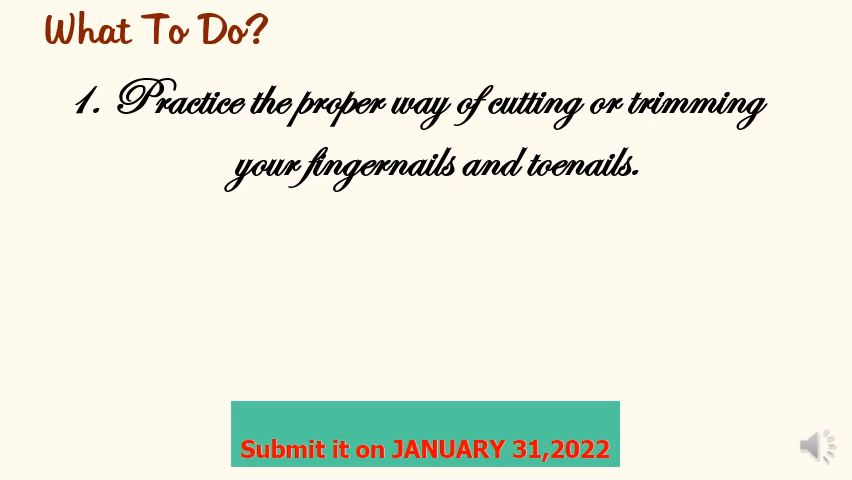 What To Do?
1. Practice the proper way of cutting or trimming
your fingernails and toenails.
Submit it on JANUARY 31,2022